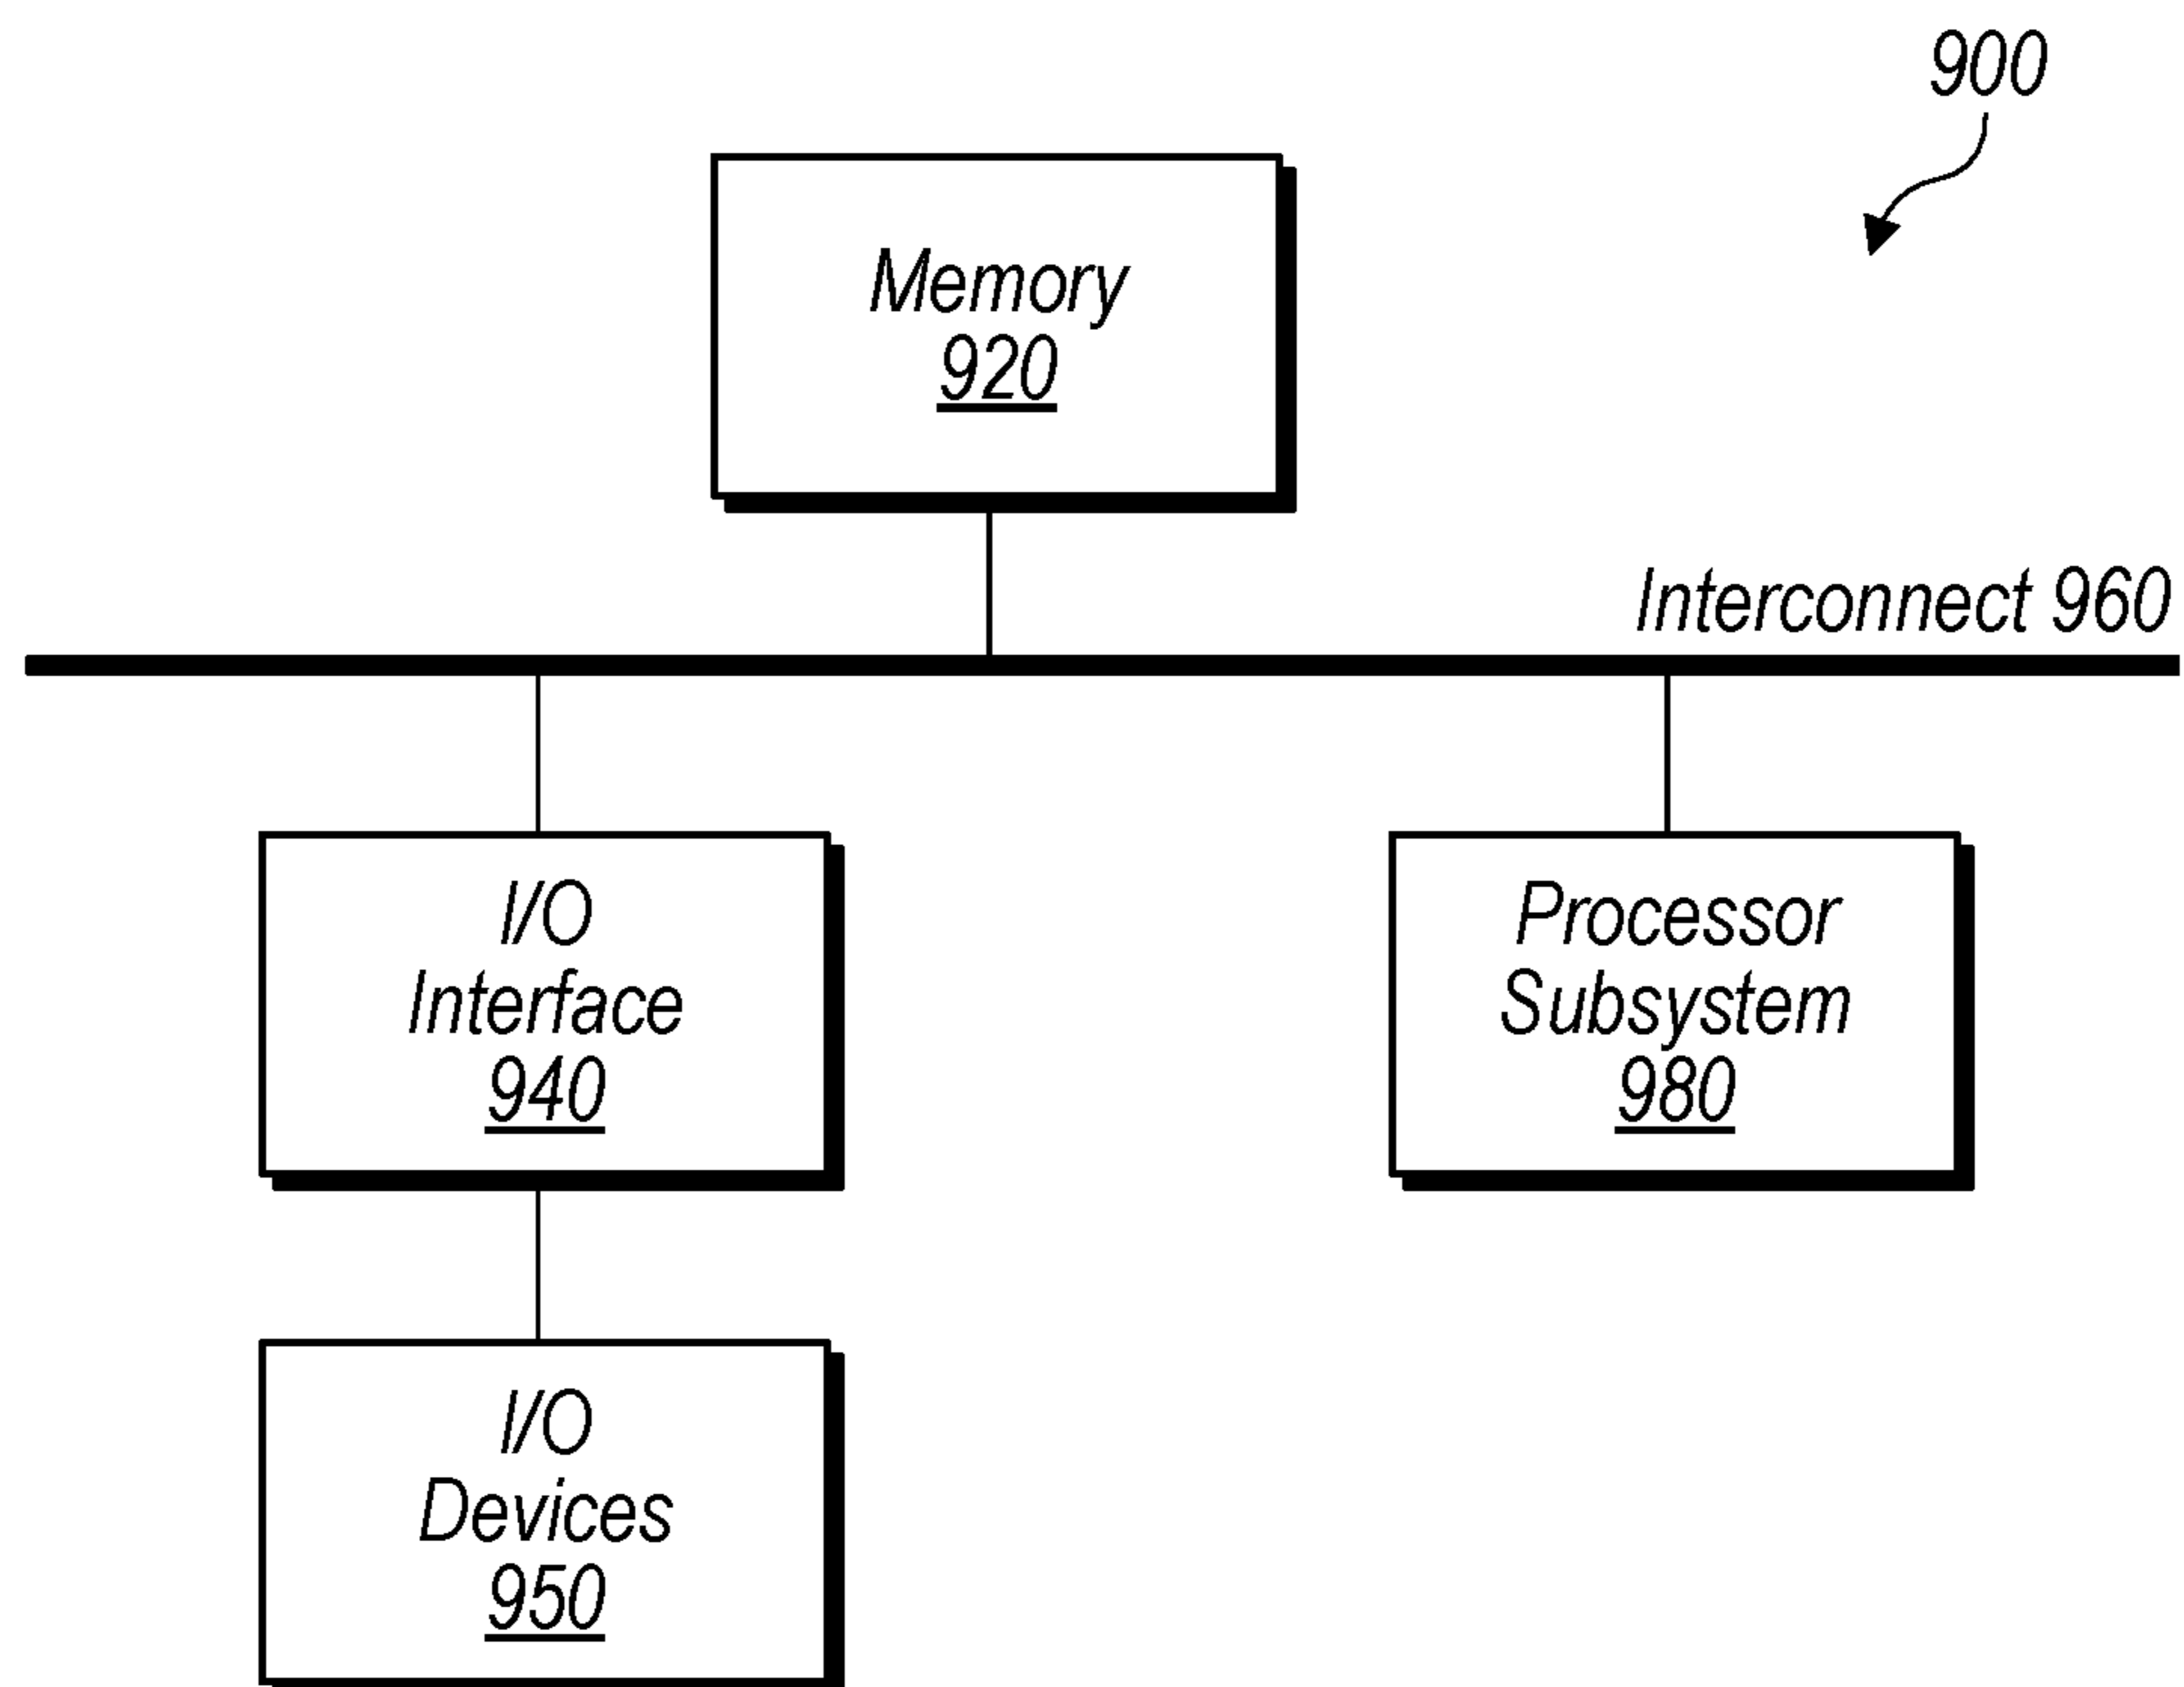 900
Memory
920
Interconnect 960
I/O
Interface
940
Processor
Subsystem
980
I/O
Devices
950